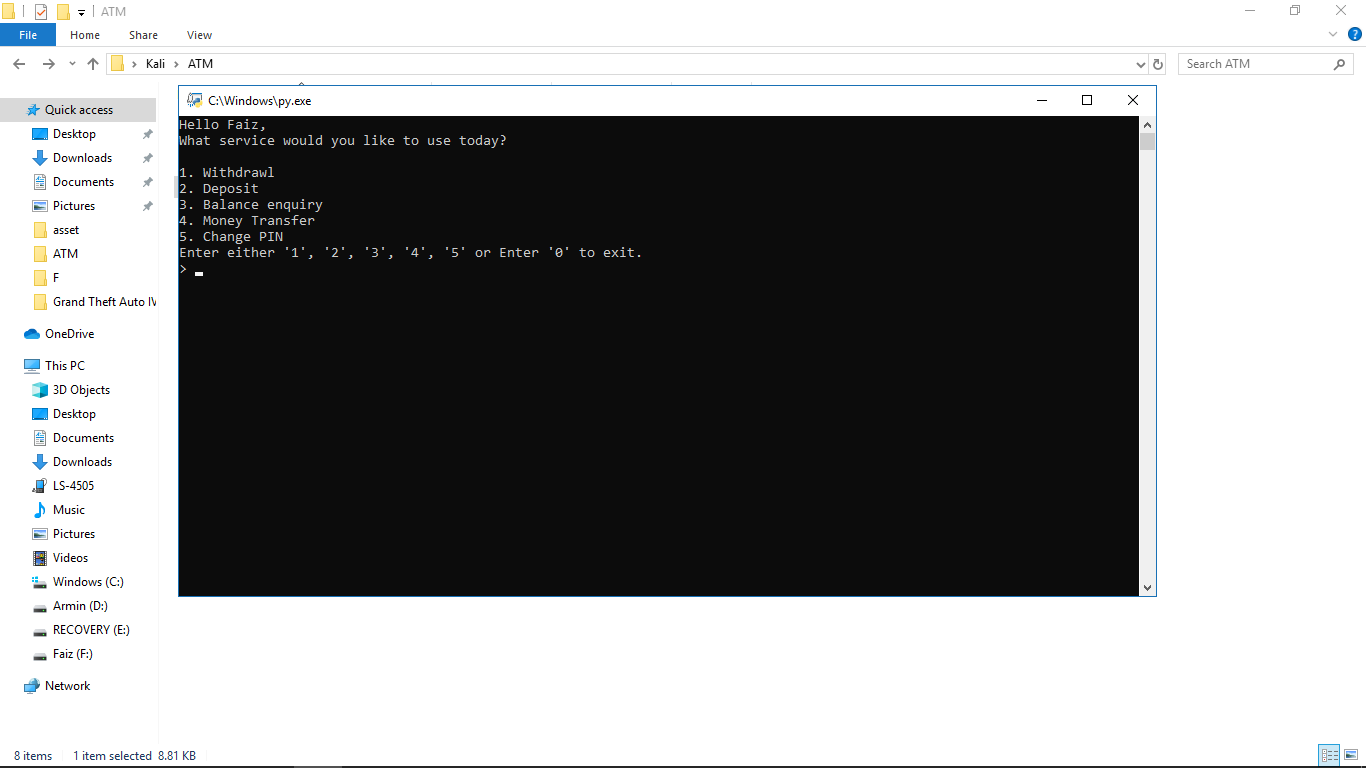 ATM
File Home Share View
Kali ATM
Search ATM
Quick access
Desktop
Downloads
Documents
Pictures
asset
ATM
F
Grand Theft Auto IV
OneDrive
This PC
3D Objects
Desktop
Documents
Downloads
LS-4505
Music
Pictures
Videos
Windows (C:)
Armin (D:)
RECOVERY (E:)
Faiz (F:)
Network
C:\Windows\py.exe
Hello Faiz,
What service would you like to use today?
1. Withdrawl
2. Deposit
3. Balance enquiry
4. Money Transfer
5. Change PIN
Enter either '1', '2', '3', '4', '5' or Enter '0' to exit.
>
8 items 1 item selected 8.81 KB